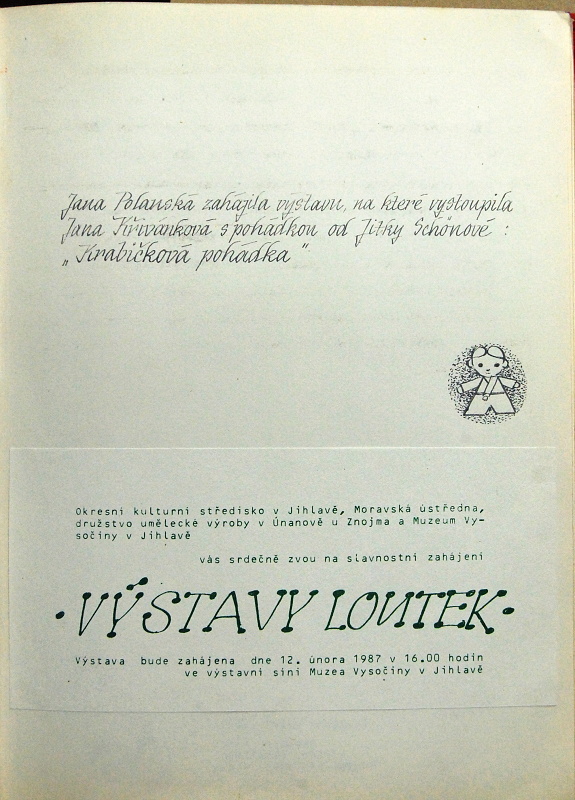 Jana Polanská zahájila výstavu, na které vystoupila
Jana Křivánková s pohádkou od Jitky Schönové :
„Krabičková pohádka"
Okresní kulturní středisko v Jihlavě, Moravská ústředna,
družstvo umělecké výroby v Únanově u Znojma a Muzeum Vy-
sočiny v Jihlavě
vás srdečně zvou na slavnostní zahájení
·VÝSTAVY LOUTEK·
Výstava bude zahájena dne 12. února 1987 v 16.00 hodin
ve výstavní síni Muzea Vysočiny v Jihlavě